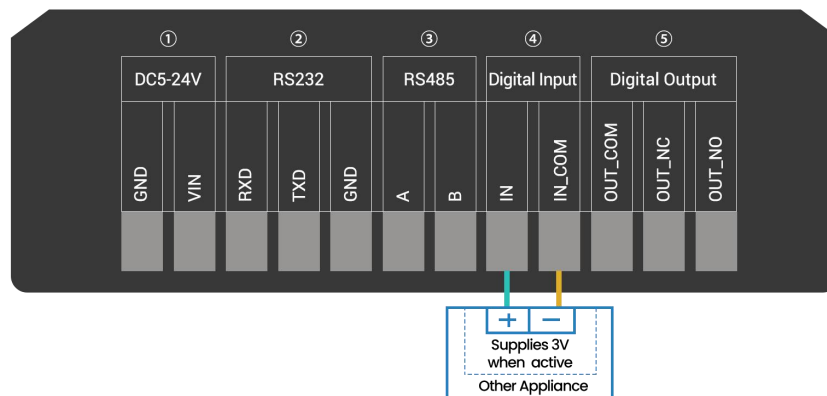 ① ② ③ ④ ⑤
DC5-24V RS232 RS485 Digital Input Digital Output
GND VIN RXD TXD GND A B IN IN_COM OUT_COM OUT_NC OUT_NO
+ −
Supplies 3V
when active
Other Appliance